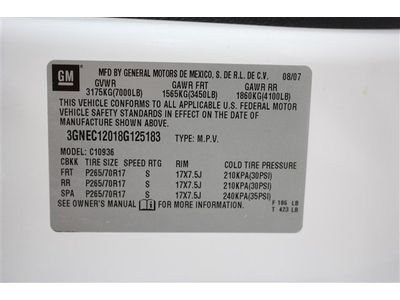 GM
MFD BY GENERAL MOTORS DE MEXICO, S. DE R.L. DE C.V. 08/07
GVWR GAWR FRT GAWR RR
3175KG(7000LB) 1565KG(3450LB) 1860KG(4100LB)
THIS VEHICLE CONFORMS TO ALL APPLICABLE U.S. FEDERAL MOTOR
VEHICLE SAFETY STANDARDS IN EFFECT ON THE DATE OF
MANUFACTURE SHOWN ABOVE.
3GNEC12018G125183 TYPE: M.P.V.
MODEL: C10936
CBKK TIRE SIZE SPEED RTG RIM COLD TIRE PRESSURE
FRT P265/70R17 S 17X7.5J 210KPA(30PSI)
RR P265/70R17 S 17X7.5J 210KPA(30PSI)
SPA P265/70R17 S 17X7.5J 240KPA(35PSI)
SEE OWNER'S MANUAL FOR MORE INFORMATION. F 186 LB
T 423 LB